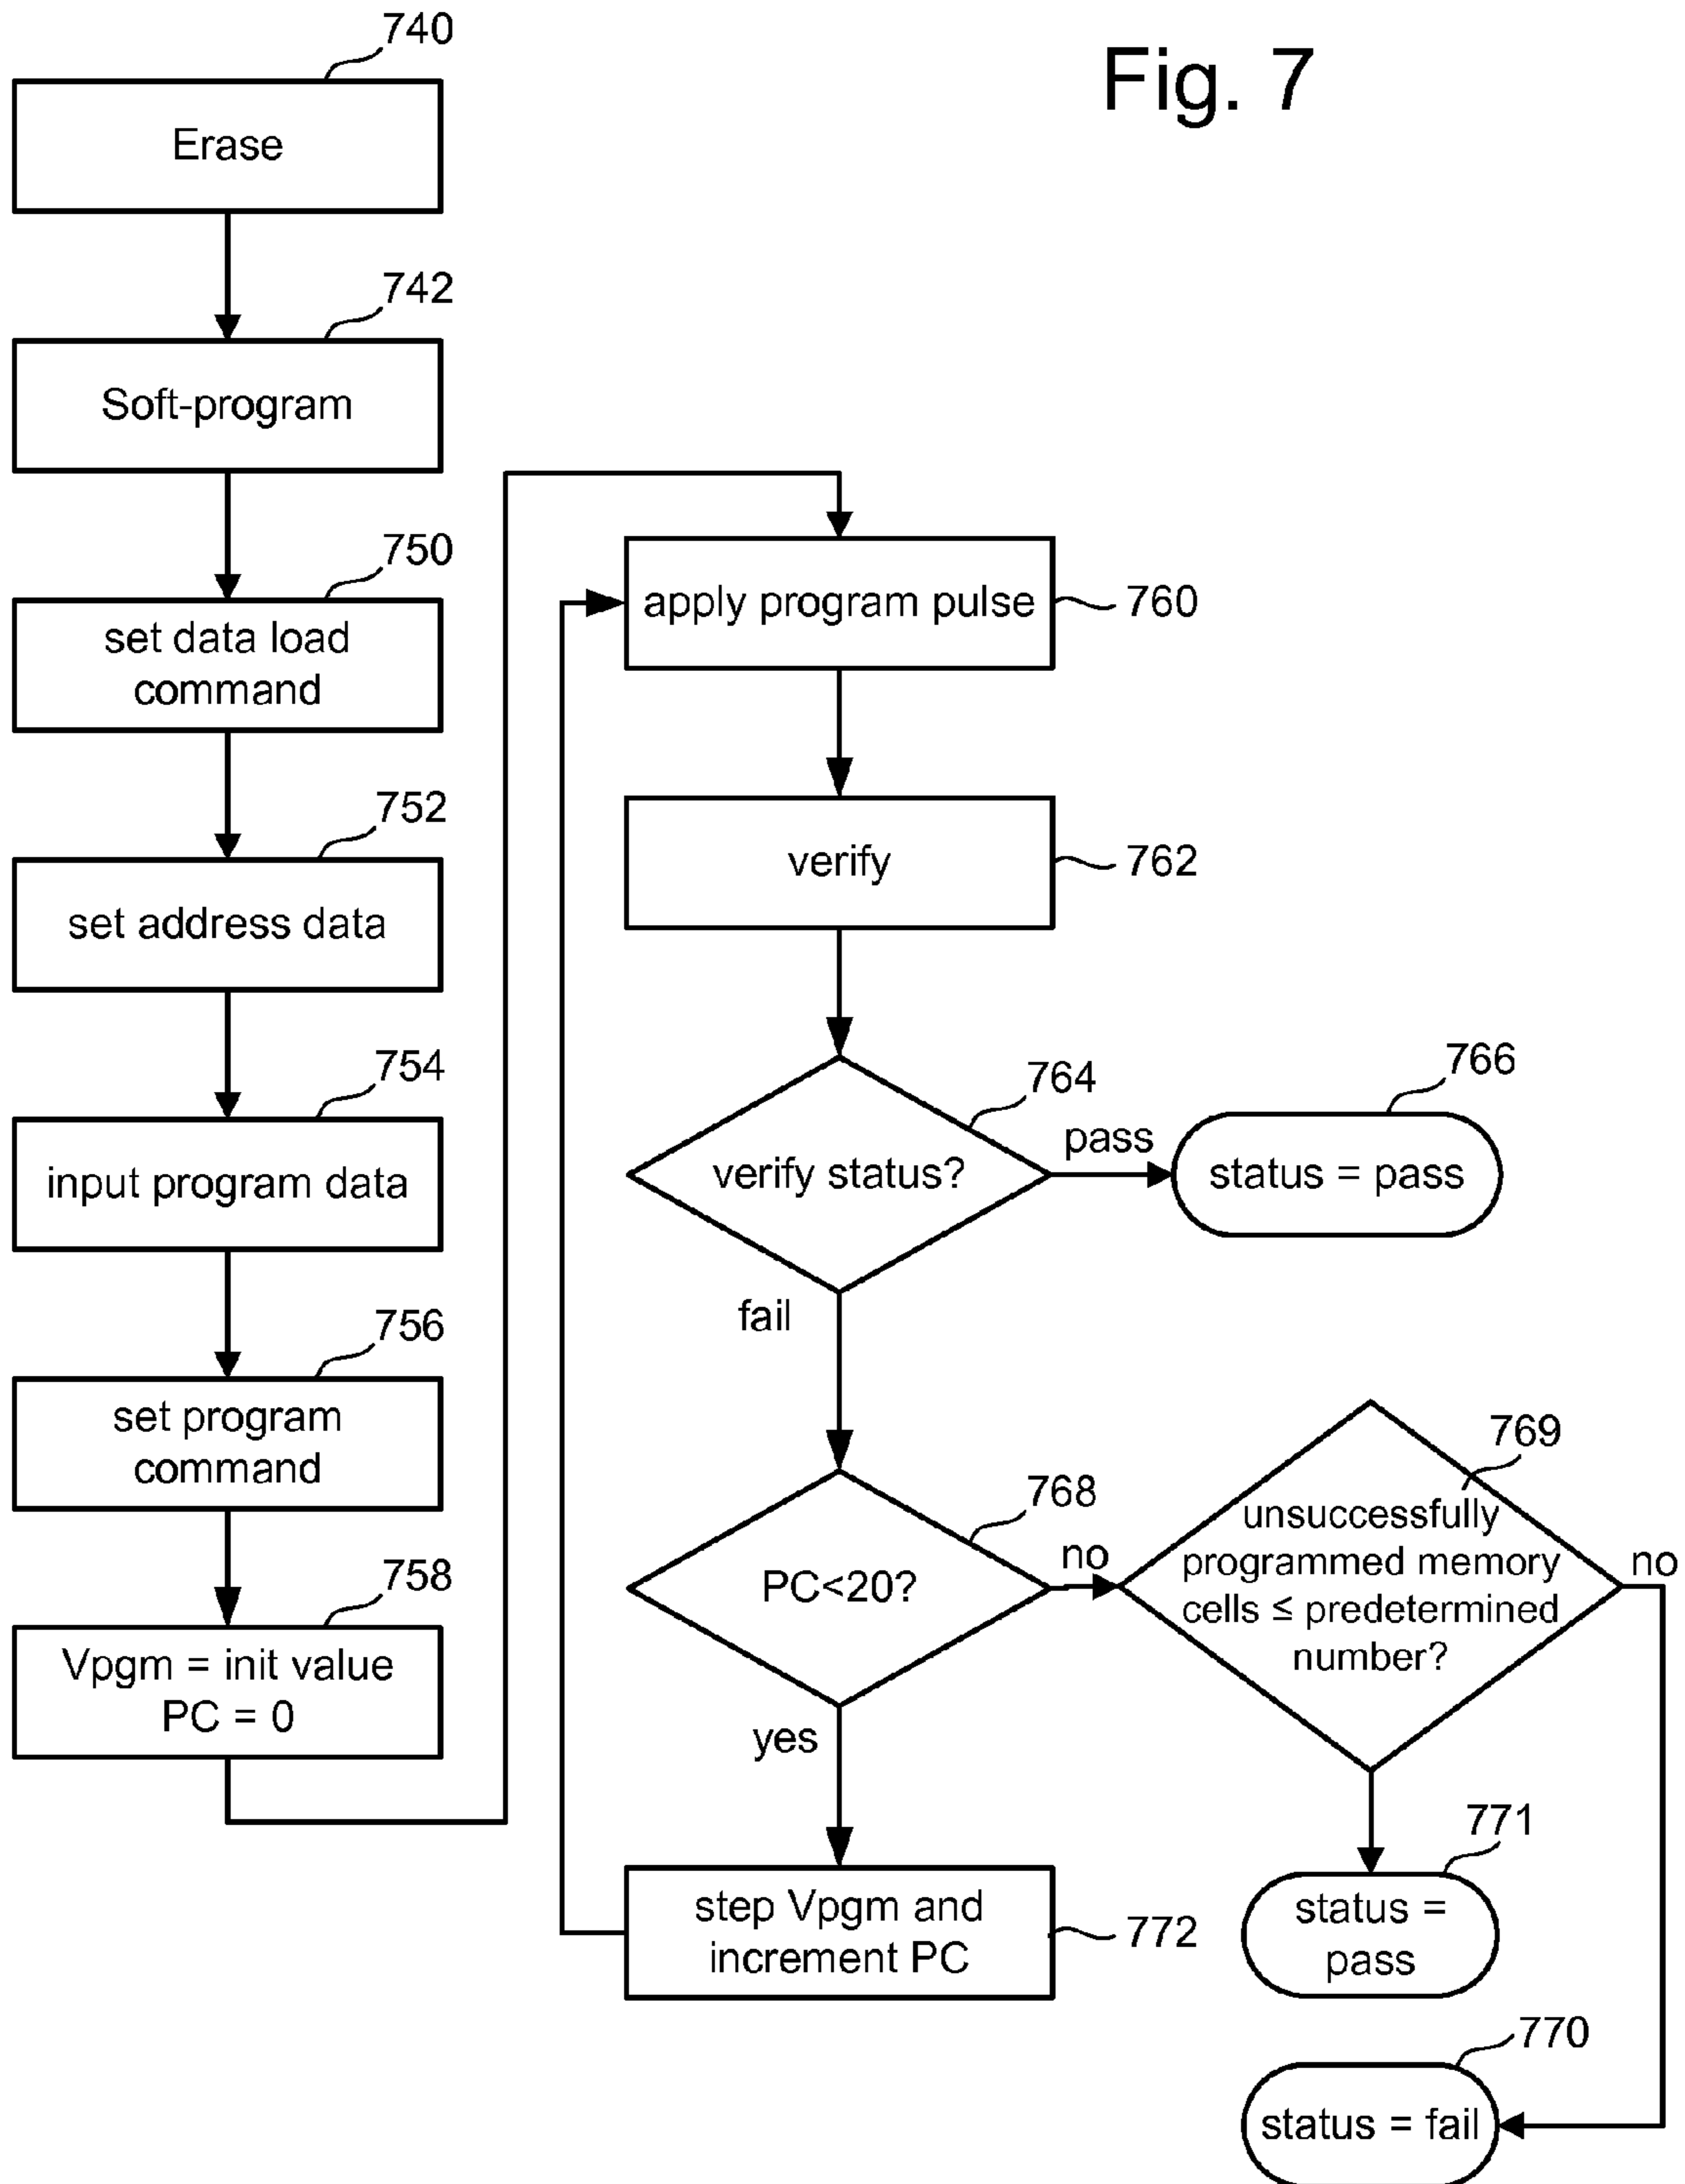 Fig. 7
740
Erase
742
Soft-program
750
set data load
command
752
set address data
754
input program data
756
set program
command
758
Vpgm = init value
PC = 0
apply program pulse
760
verify
762
764
verify status?
pass
766
status = pass
fail
768
PC<20?
no
769
unsuccessfully
programmed memory
cells ≤ predetermined
number?
no
yes
step Vpgm and
increment PC
772
771
status =
pass
770
status = fail